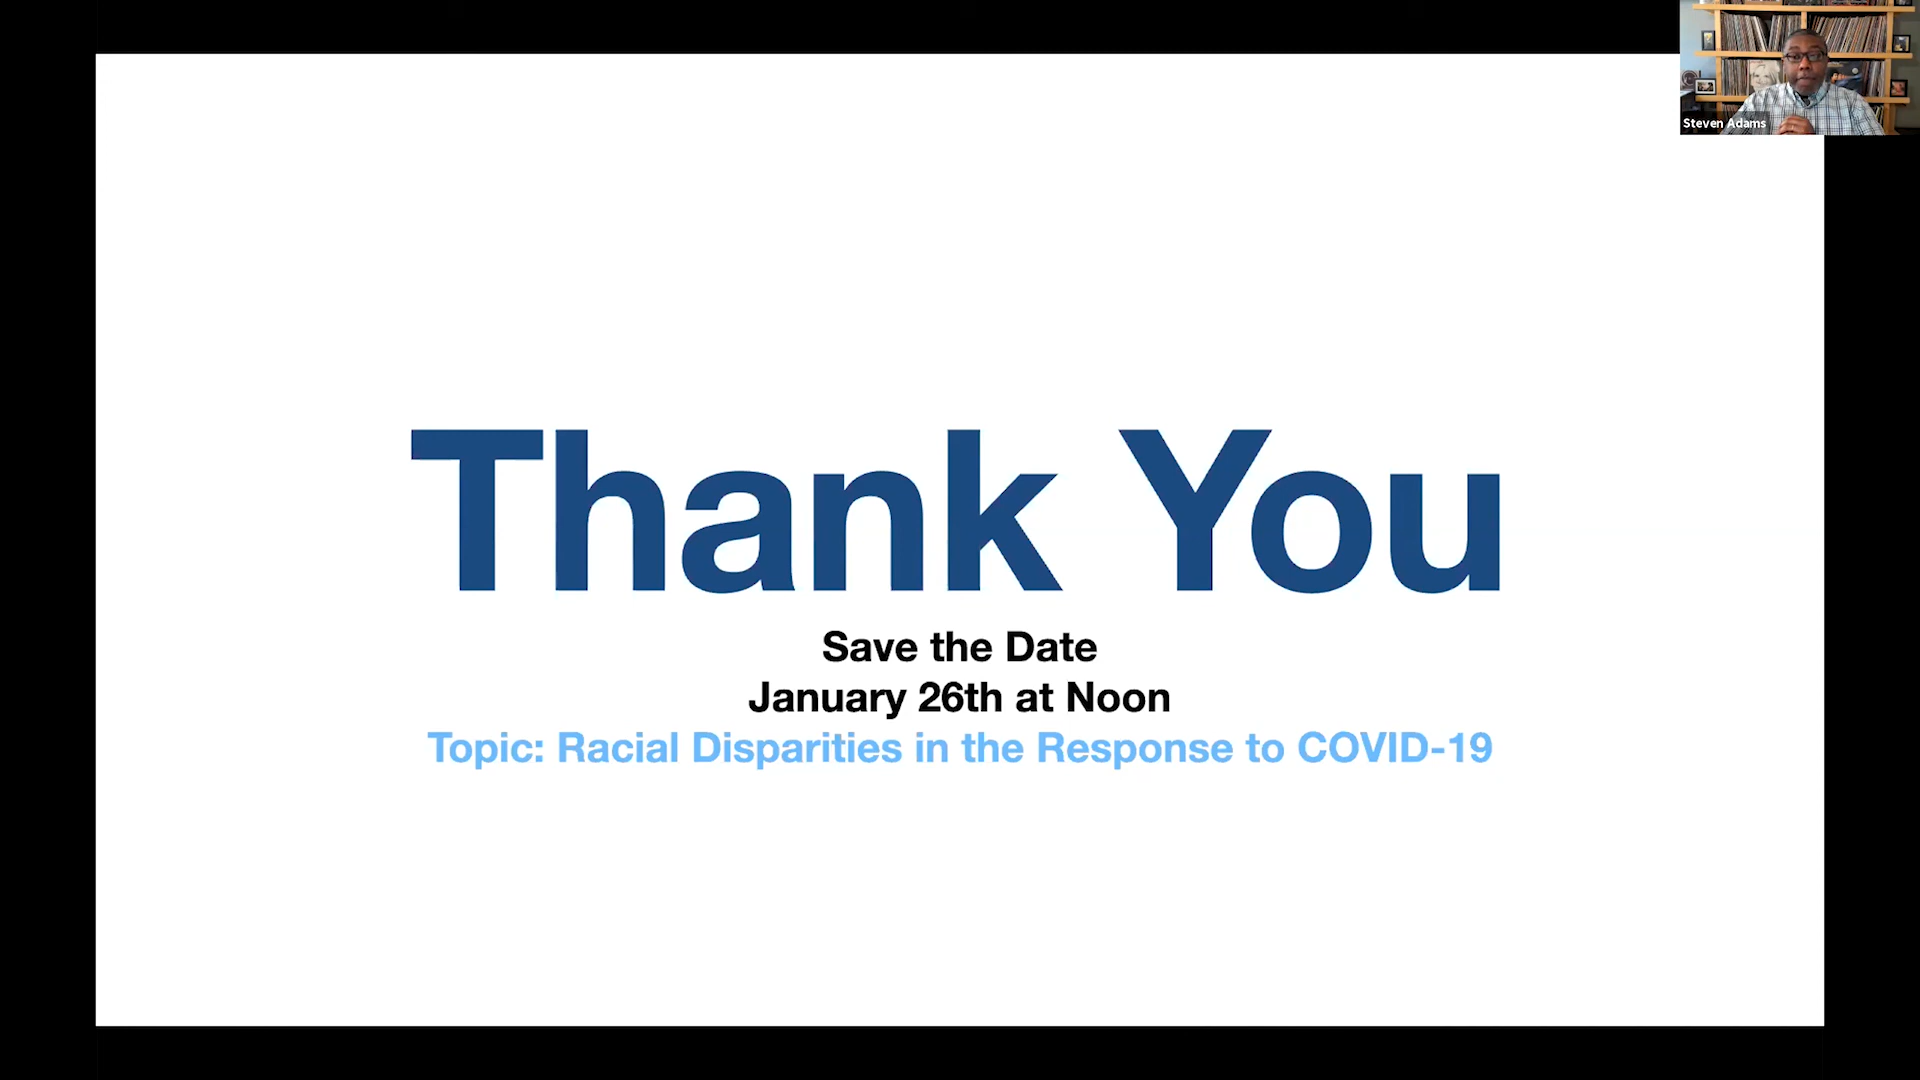 Steven Adams
Thank You
Save the Date
January 26th at Noon
Topic: Racial Disparities in the Response to COVID-19